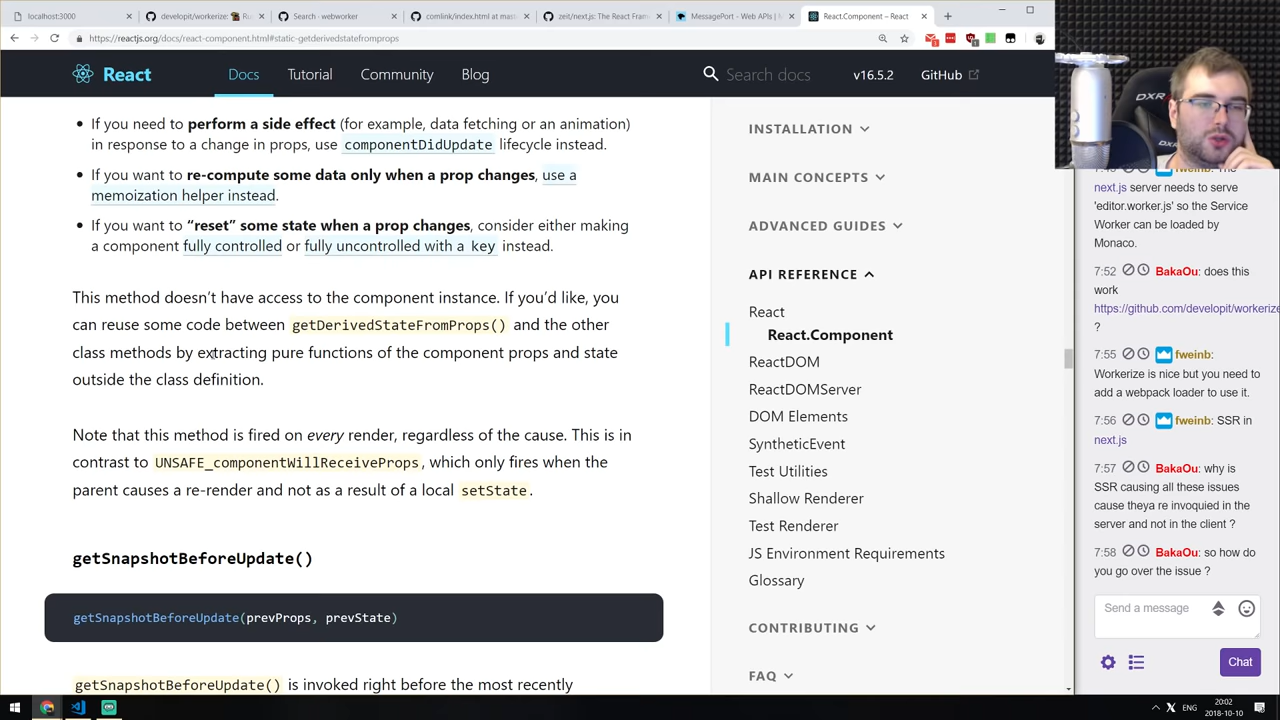 localhost:3000
developit/workerize:
Search · webworker
comlink/index.html at mast
zeit/next.js: The React Fram
MessagePort - Web APIs | M
React.Component – React
https://reactjs.org/docs/react-component.html#static-getderivedstatefromprops
React
Docs
Tutorial
Community
Blog
Search docs
v16.5.2
GitHub
If you need to perform a side effect (for example, data fetching or an animation)
in response to a change in props, use componentDidUpdate lifecycle instead.
If you want to re-compute some data only when a prop changes, use a
memoization helper instead.
If you want to “reset” some state when a prop changes, consider either making
a component fully controlled or fully uncontrolled with a key instead.
This method doesn’t have access to the component instance. If you’d like, you
can reuse some code between getDerivedStateFromProps() and the other
class methods by extracting pure functions of the component props and state
outside the class definition.
Note that this method is fired on every render, regardless of the cause. This is in
contrast to UNSAFE_componentWillReceiveProps, which only fires when the
parent causes a re-render and not as a result of a local setState.
getSnapshotBeforeUpdate()
getSnapshotBeforeUpdate(prevProps, prevState)
getSnapshotBeforeUpdate() is invoked right before the most recently
INSTALLATION
MAIN CONCEPTS
ADVANCED GUIDES
API REFERENCE
React
React.Component
ReactDOM
ReactDOMServer
DOM Elements
SyntheticEvent
Test Utilities
Shallow Renderer
Test Renderer
JS Environment Requirements
Glossary
CONTRIBUTING
FAQ
DXR
fweinb: The
next.js server needs to serve
'editor.worker.js' so the Service
Worker can be loaded by
Monaco.
7:52 BakaOu: does this
work
https://github.com/developit/workerize
?
7:55 fweinb:
Workerize is nice but you need to
add a webpack loader to use it.
7:56 fweinb: SSR in
next.js
7:57 BakaOu: why is
SSR causing all these issues
cause theya re invoquied in the
server and not in the client ?
7:58 BakaOu: so how do
you go over the issue ?
Send a message
Chat
ENG
20:02
2018-10-10